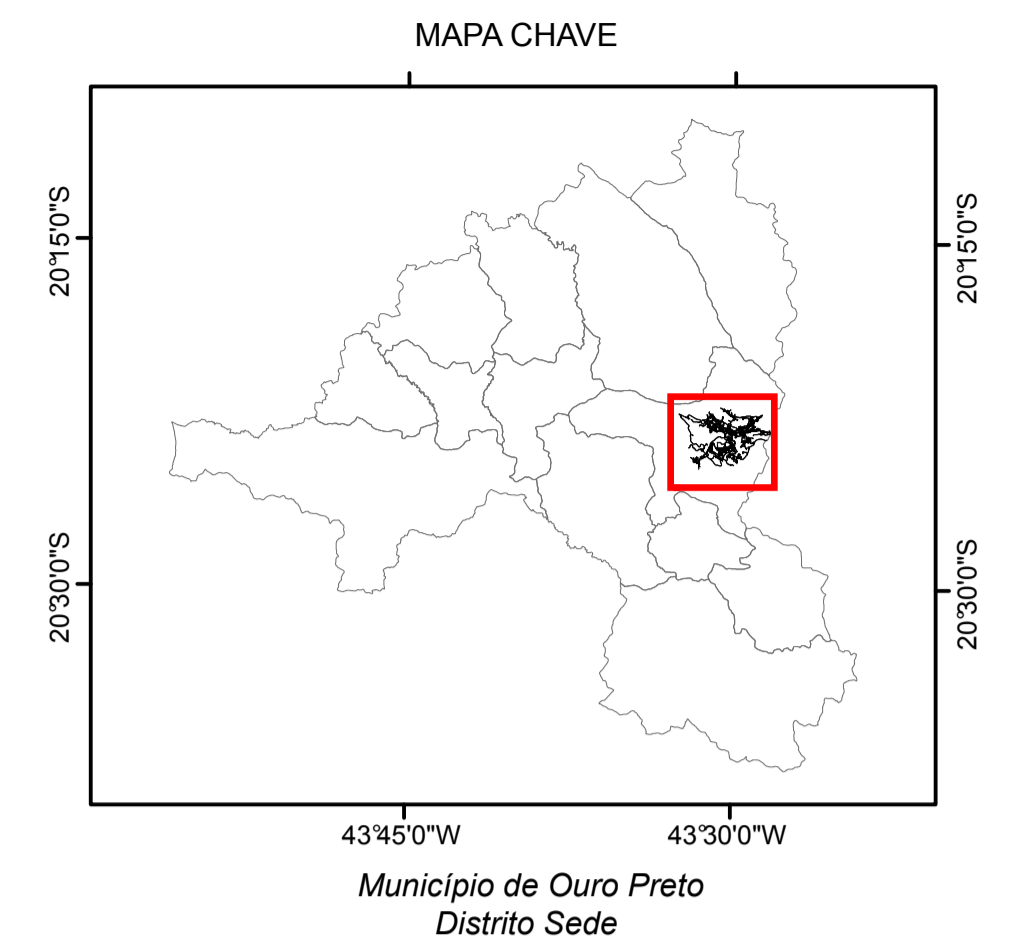 MAPA CHAVE
20°15'0"S
20°15'0"S
20°30'0"S
20°30'0"S
43°45'0"W
43°30'0"W
Município de Ouro Preto
Distrito Sede